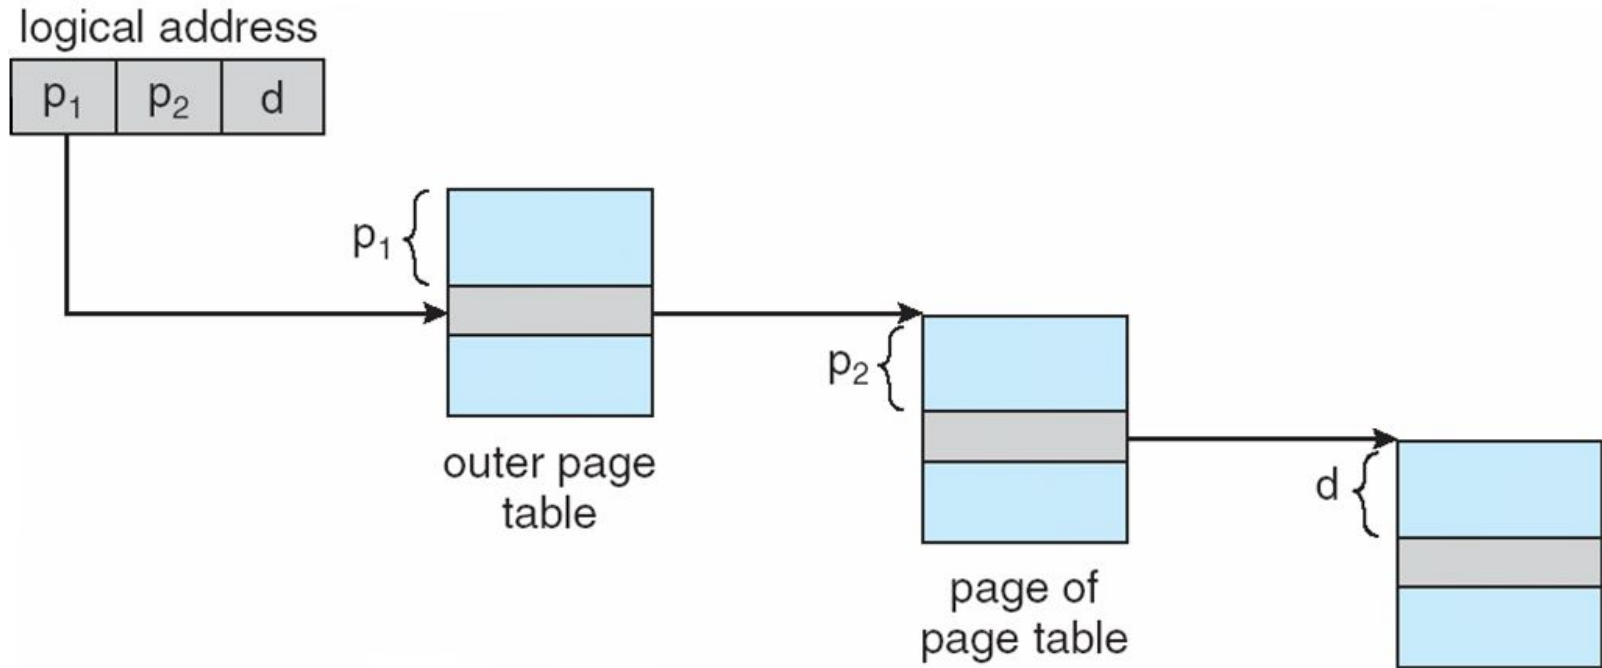 logical address
p₁ p₂ d
p₁
outer page
table
p₂
page of
page table
d